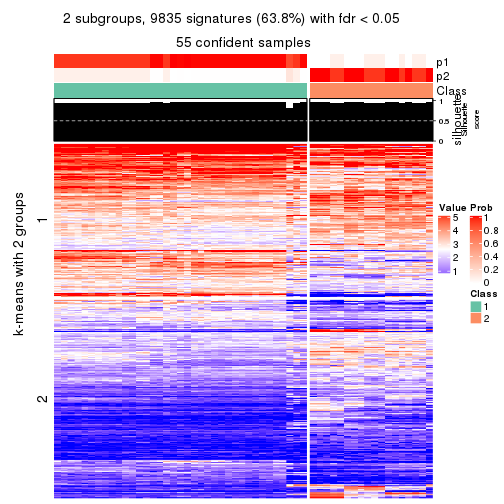 2 subgroups, 9835 signatures (63.8%) with fdr < 0.05
55 confident samples
p1
p2
Class
silhouette
Silhouette
score
1
0.5
0
k-means with 2 groups
1
2
Value
5
4
3
2
1
Prob
1
0.8
0.6
0.4
0.2
0
Class
1
2